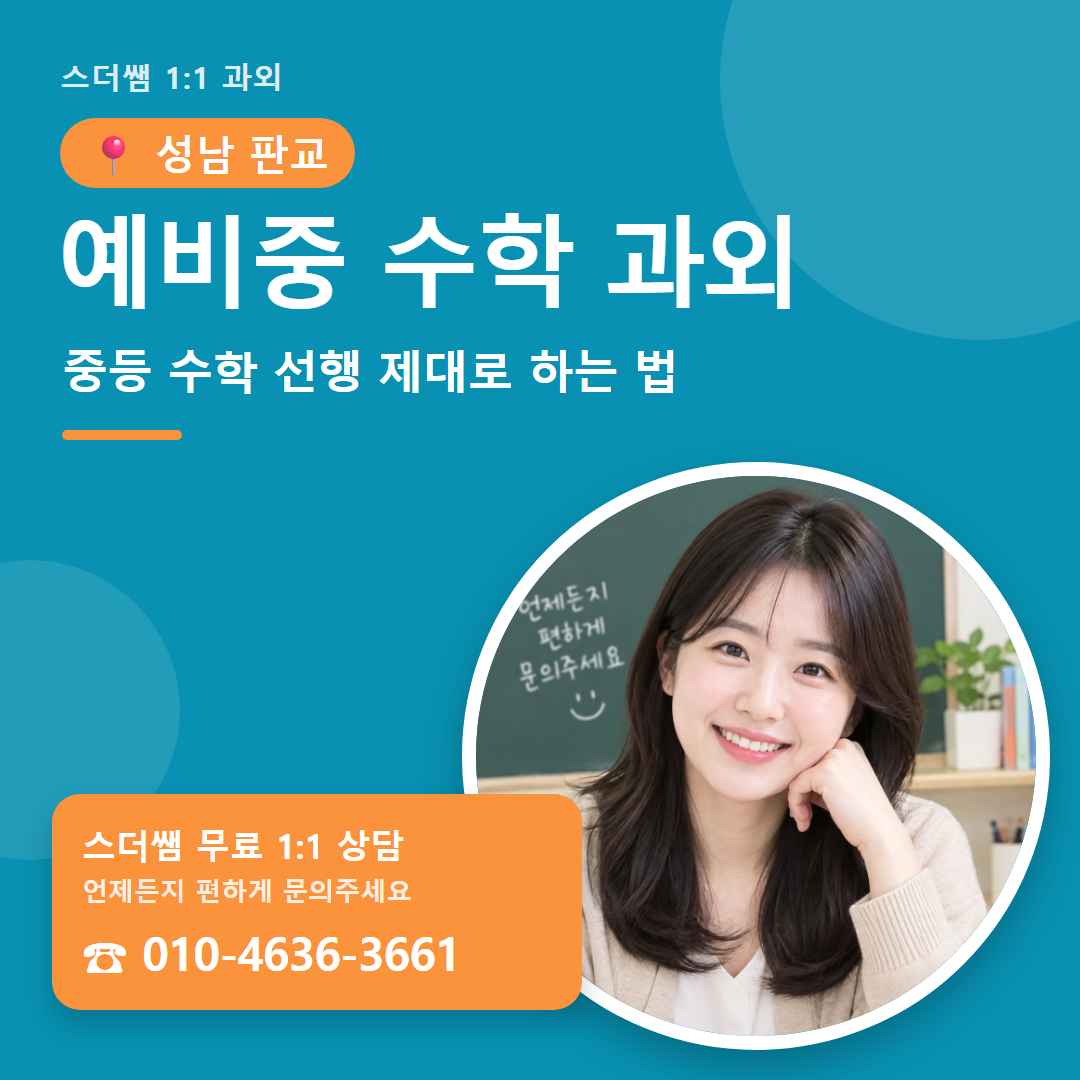 스더쌤 1:1 과외
📍 성남 판교
예비중 수학 과외
중등 수학 선행 제대로 하는 법
언제든지
편하게
문의주세요
스더쌤 무료 1:1 상담
언제든지 편하게 문의주세요
☎ 010-4636-3661